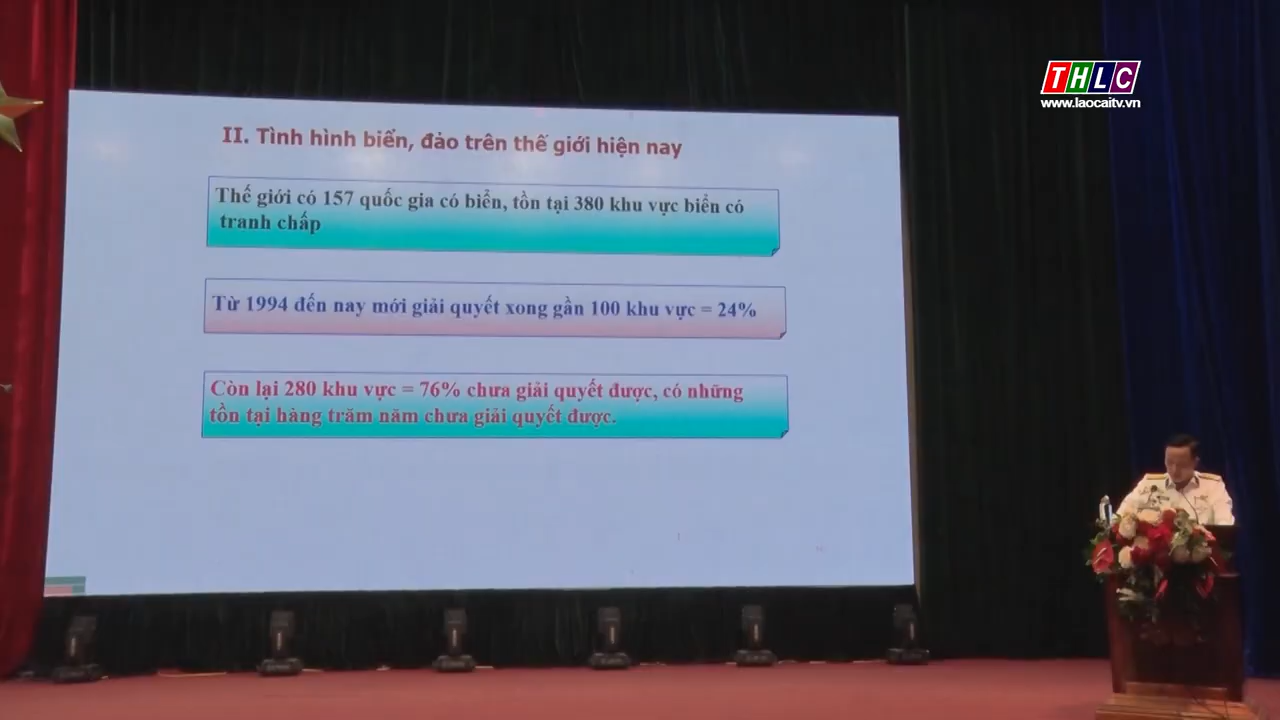 THLC
www.laocaitv.vn
II. Tình hình biển, đảo trên thế giới hiện nay
Thế giới có 157 quốc gia có biển, tồn tại 380 khu vực biển có
tranh chấp
Từ 1994 đến nay mới giải quyết xong gần 100 khu vực = 24%
Còn lại 280 khu vực = 76% chưa giải quyết được, có những
tồn tại hàng trăm năm chưa giải quyết được.